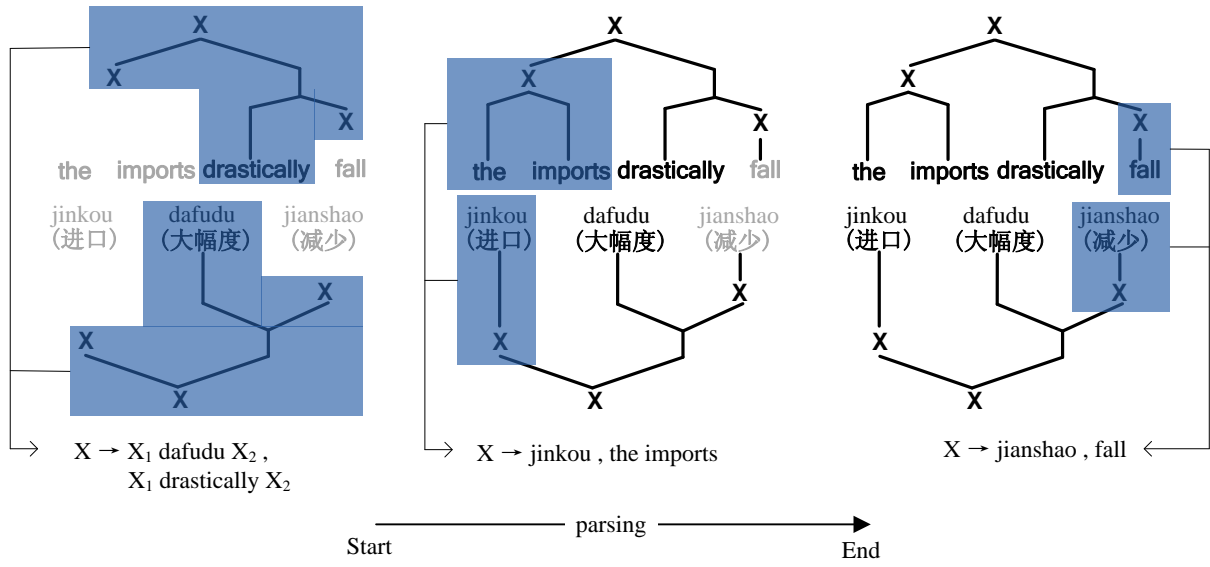 X
X
X
the imports drastically fall
jinkou dafudu jianshao
(进口) (大幅度) (减少)
X
X
X
X → X₁ dafudu X₂ ,
X₁ drastically X₂
X
X
X
the imports drastically fall
jinkou dafudu jianshao
(进口) (大幅度) (减少)
X
X
X
X → jinkou , the imports
X
X
X
the imports drastically fall
jinkou dafudu jianshao
(进口) (大幅度) (减少)
X
X
X
X → jianshao , fall
parsing
Start
End